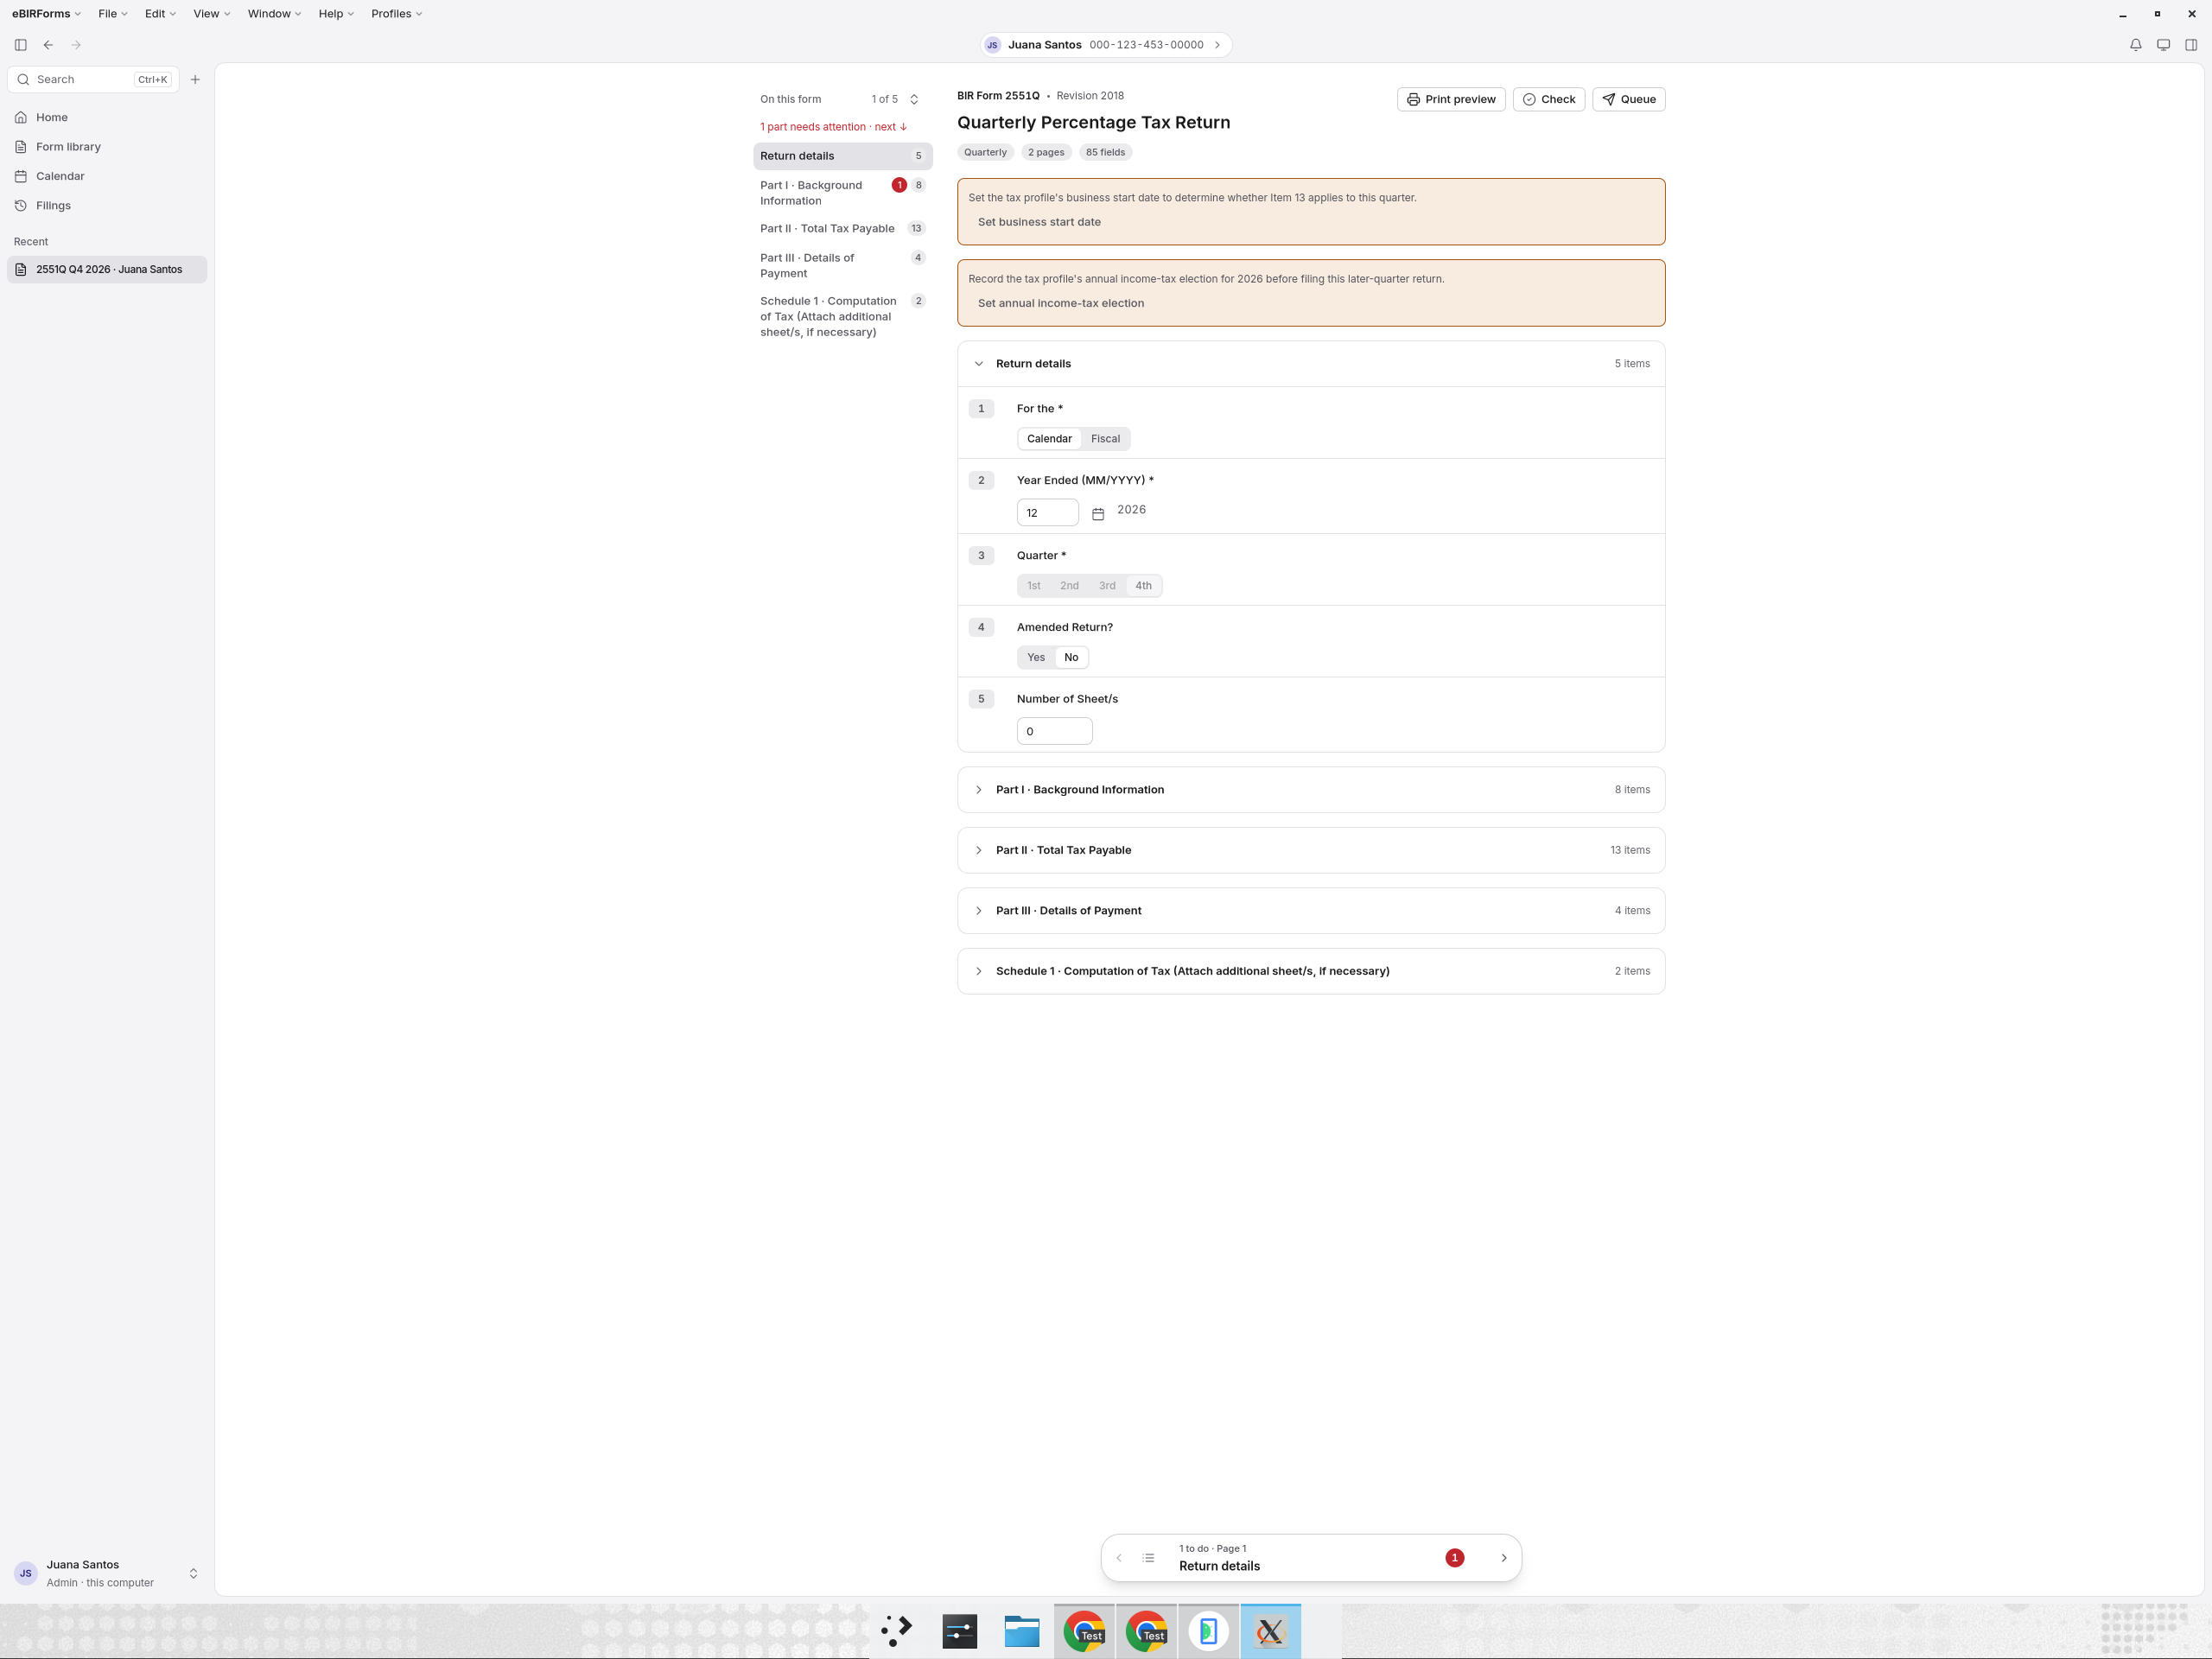 eBIRForms File Edit View Window Help Profiles
JS Juana Santos 000-123-453-00000
Search Ctrl+K
Home
Form library
Calendar
Filings
Recent
2551Q Q4 2026 · Juana Santos
On this form 1 of 5
1 part needs attention · next ↓
Return details 5
Part I · Background Information 1 8
Part II · Total Tax Payable 13
Part III · Details of Payment 4
Schedule 1 · Computation of Tax (Attach additional sheet/s, if necessary) 2
BIR Form 2551Q • Revision 2018
Quarterly Percentage Tax Return
Quarterly 2 pages 85 fields
Print preview Check Queue
Set the tax profile's business start date to determine whether Item 13 applies to this quarter.
Set business start date
Record the tax profile's annual income-tax election for 2026 before filing this later-quarter return.
Set annual income-tax election
Return details 5 items
1 For the *
Calendar Fiscal
2 Year Ended (MM/YYYY) *
12 2026
3 Quarter *
1st 2nd 3rd 4th
4 Amended Return?
Yes No
5 Number of Sheet/s
0
Part I · Background Information 8 items
Part II · Total Tax Payable 13 items
Part III · Details of Payment 4 items
Schedule 1 · Computation of Tax (Attach additional sheet/s, if necessary) 2 items
1 to do · Page 1
Return details 1
JS Juana Santos
Admin · this computer
Test Test